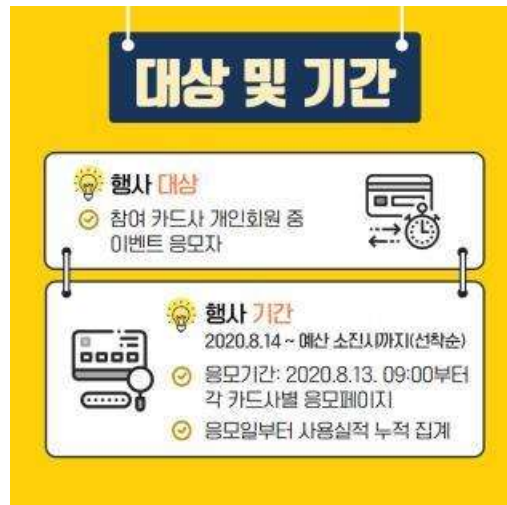 대상 및 기간
행사 대상
참여 카드사 개인회원 중
이벤트 응모자
행사 기간
2020.8.14 ~ 예산 소진시까지(선착순)
응모기간: 2020.8.13. 09:00부터
각 카드사별 응모페이지
응모일부터 사용실적 누적 집계